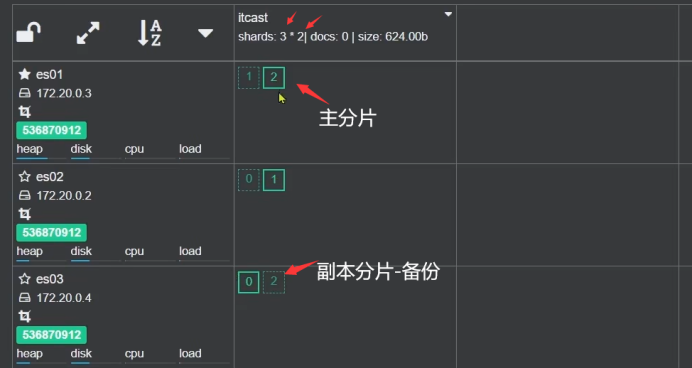 A
Z
itcast
shards: 3 * 2| docs: 0 | size: 624.00b
es01
172.20.0.3
536870912
heap disk cpu load
1 2
主分片
es02
172.20.0.2
536870912
heap disk cpu load
0 1
es03
172.20.0.4
536870912
heap disk cpu load
0 2
副本分片-备份